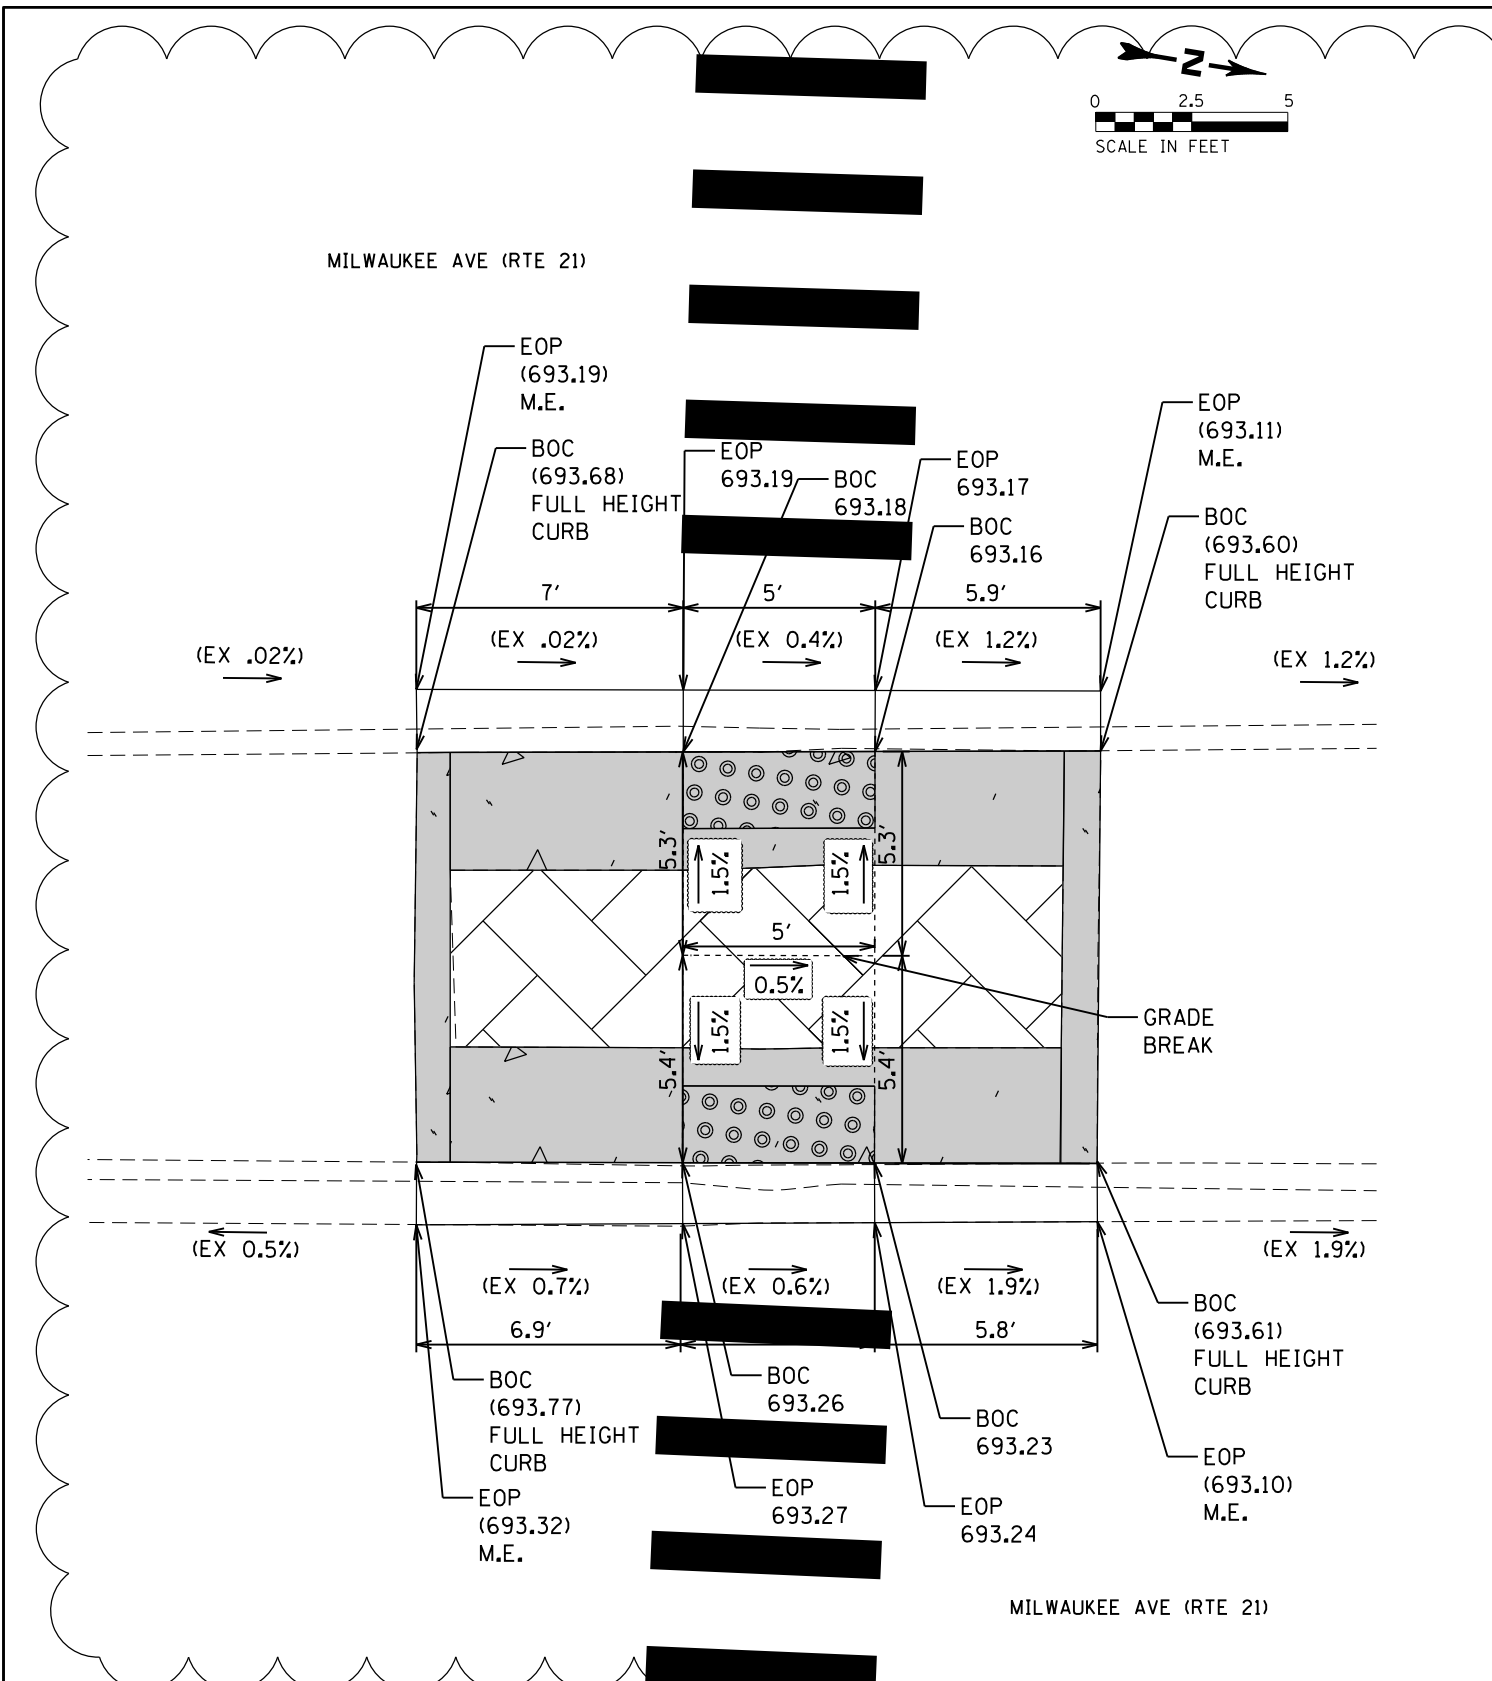 N
0 2.5 5
SCALE IN FEET
MILWAUKEE AVE (RTE 21)
EOP
(693.19)
M.E.
BOC
(693.68)
FULL HEIGHT
CURB
EOP
693.19
BOC
693.18
EOP
693.17
BOC
693.16
EOP
(693.11)
M.E.
BOC
(693.60)
FULL HEIGHT
CURB
7' 5' 5.9'
(EX .02%)
(EX .02%)
(EX 0.4%)
(EX 1.2%)
(EX 1.2%)
5.3'
1.5%
1.5%
5.3'
5'
0.5%
5.4'
1.5%
1.5%
5.4'
GRADE
BREAK
(EX 0.5%)
(EX 0.7%)
(EX 0.6%)
(EX 1.9%)
(EX 1.9%)
6.9' 5.8'
BOC
(693.77)
FULL HEIGHT
CURB
EOP
(693.32)
M.E.
BOC
693.26
EOP
693.27
BOC
693.23
EOP
693.24
BOC
(693.61)
FULL HEIGHT
CURB
EOP
(693.10)
M.E.
MILWAUKEE AVE (RTE 21)